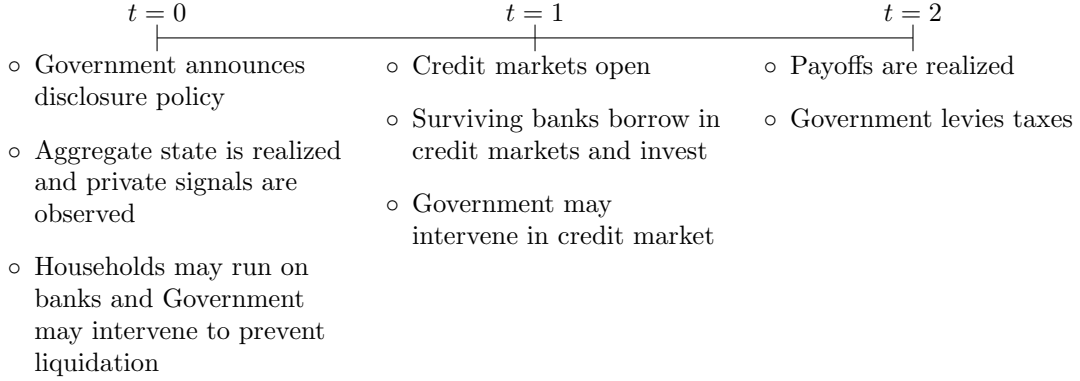 t = 0
t = 1
t = 2
◦ Government announces
disclosure policy
◦ Aggregate state is realized
and private signals are
observed
◦ Households may run on
banks and Government
may intervene to prevent
liquidation
◦ Credit markets open
◦ Surviving banks borrow in
credit markets and invest
◦ Government may
intervene in credit market
◦ Payoffs are realized
◦ Government levies taxes